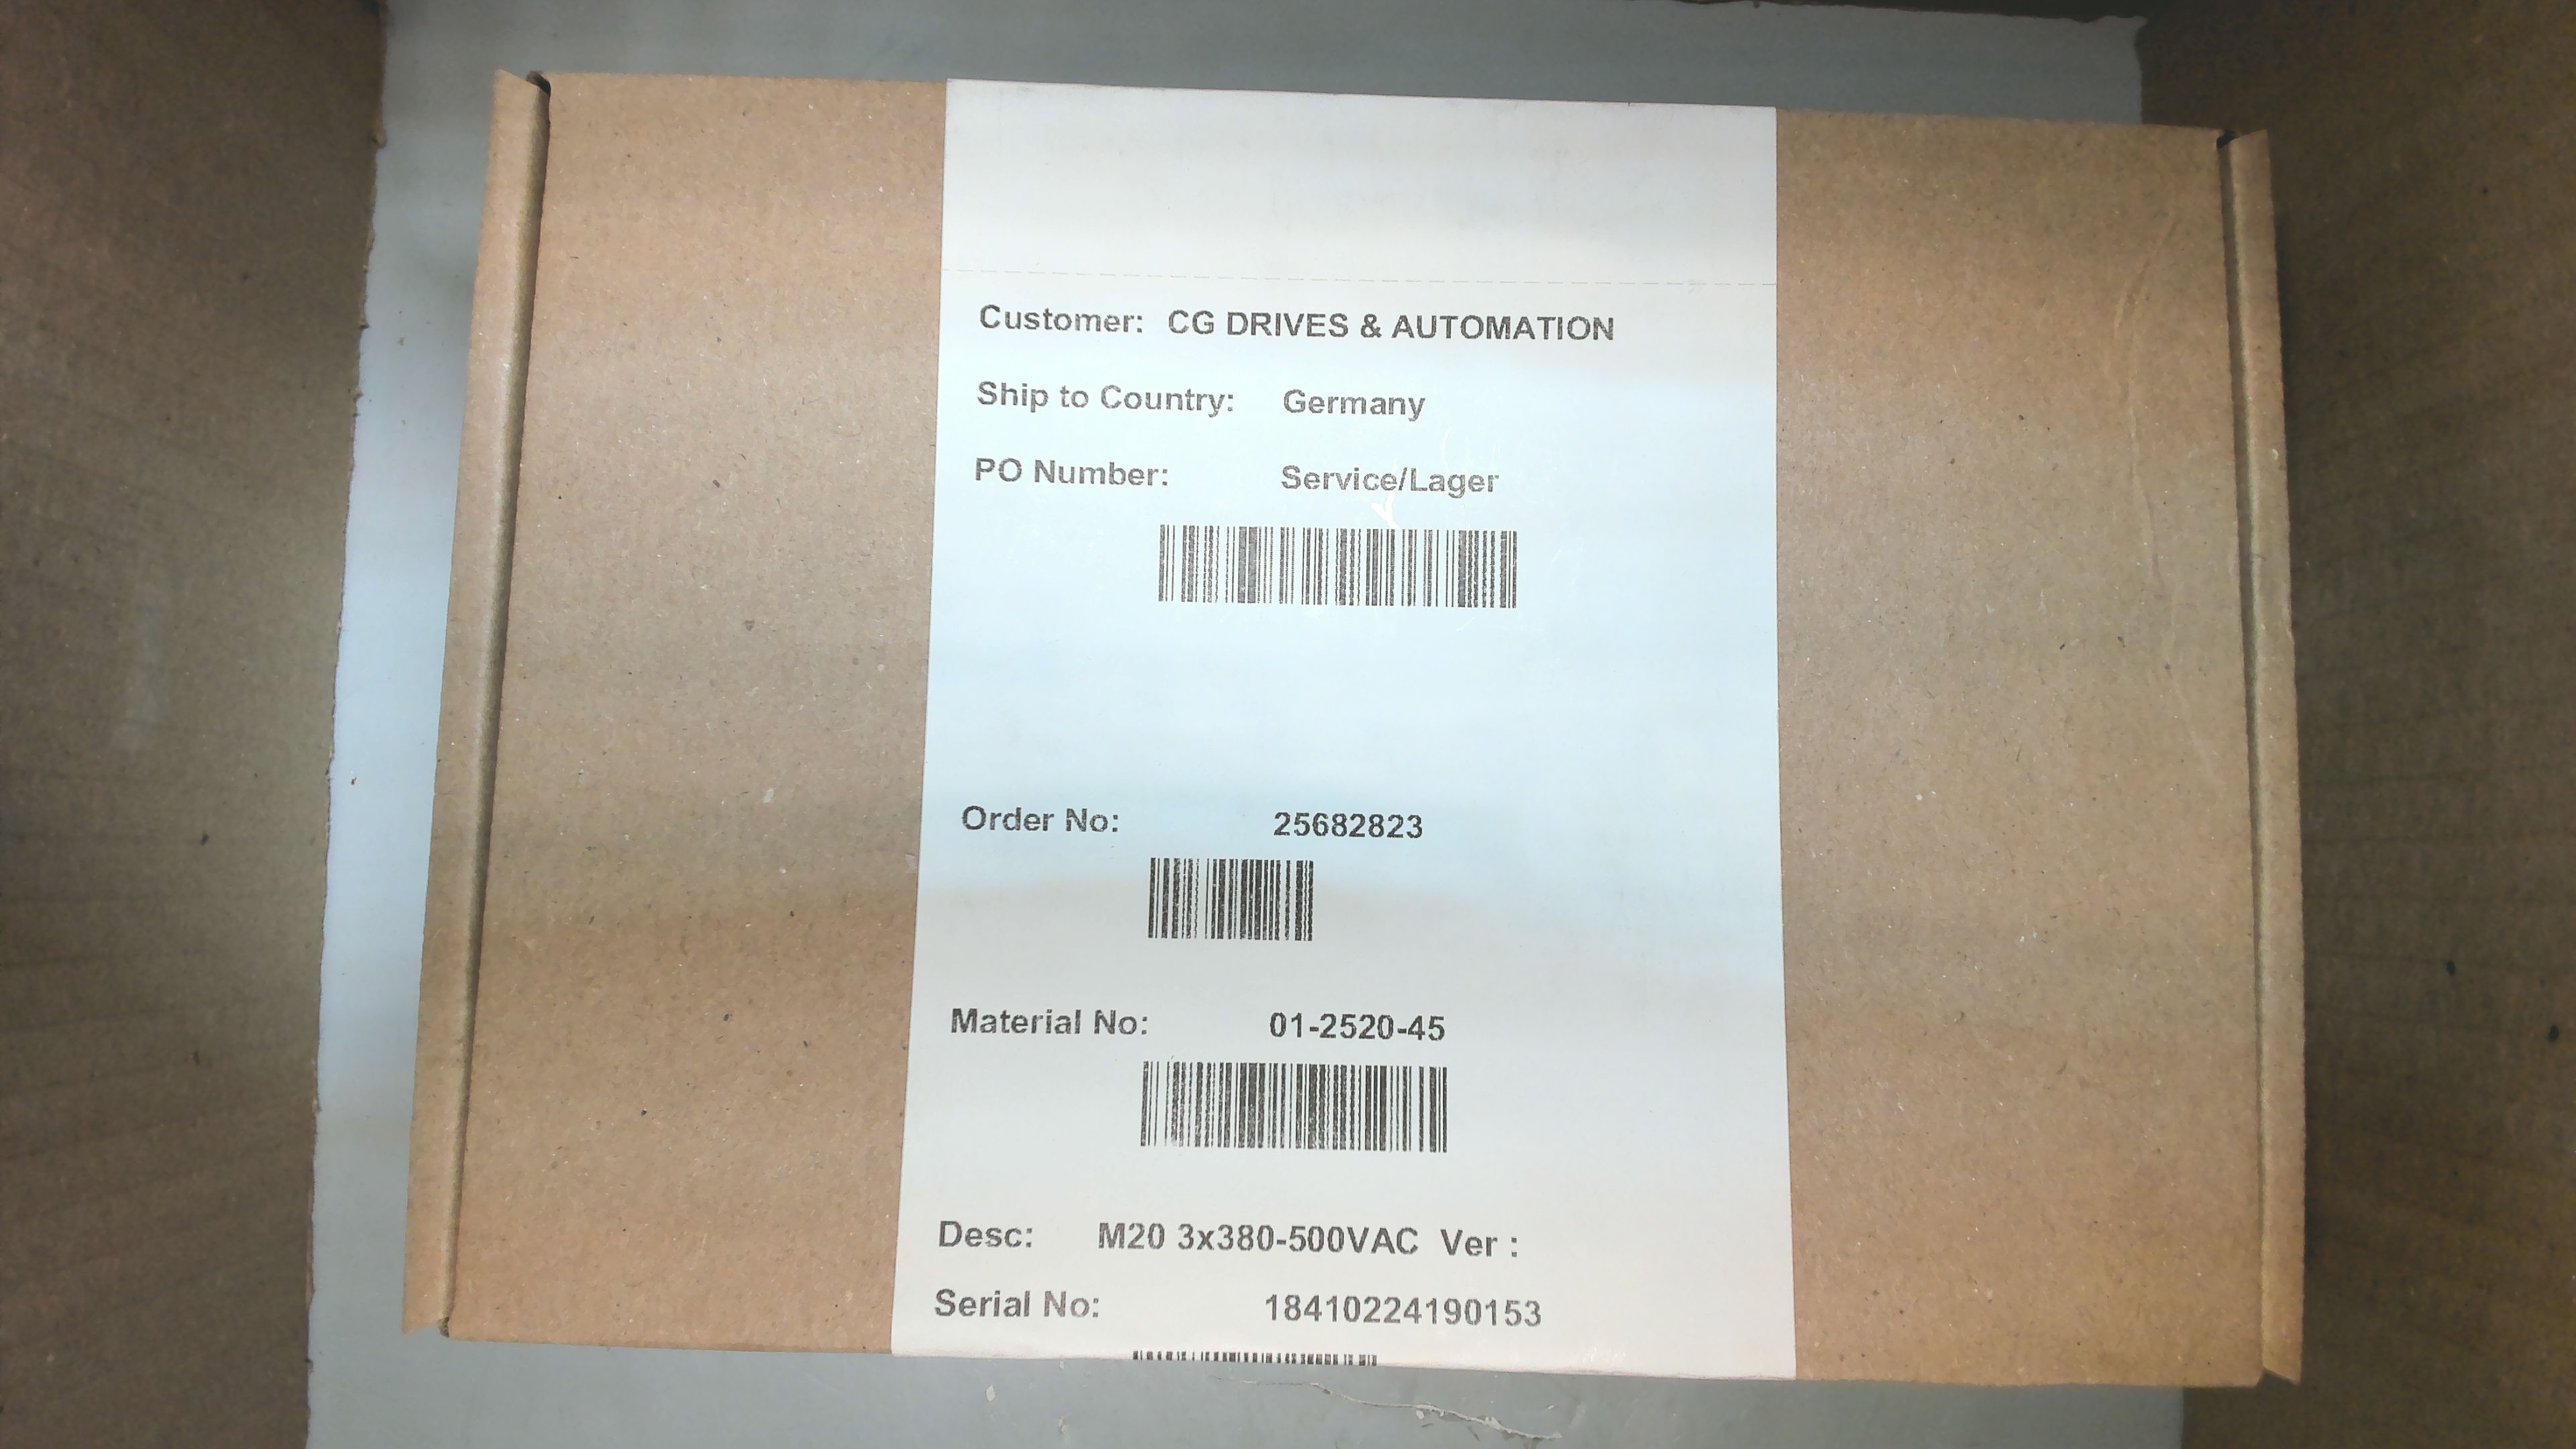 Customer: CG DRIVES & AUTOMATION
Ship to Country: Germany
PO Number: Service/Lager
Order No: 25682823
Material No: 01-2520-45
Desc: M20 3x380-500VAC Ver :
Serial No: 18410224190153